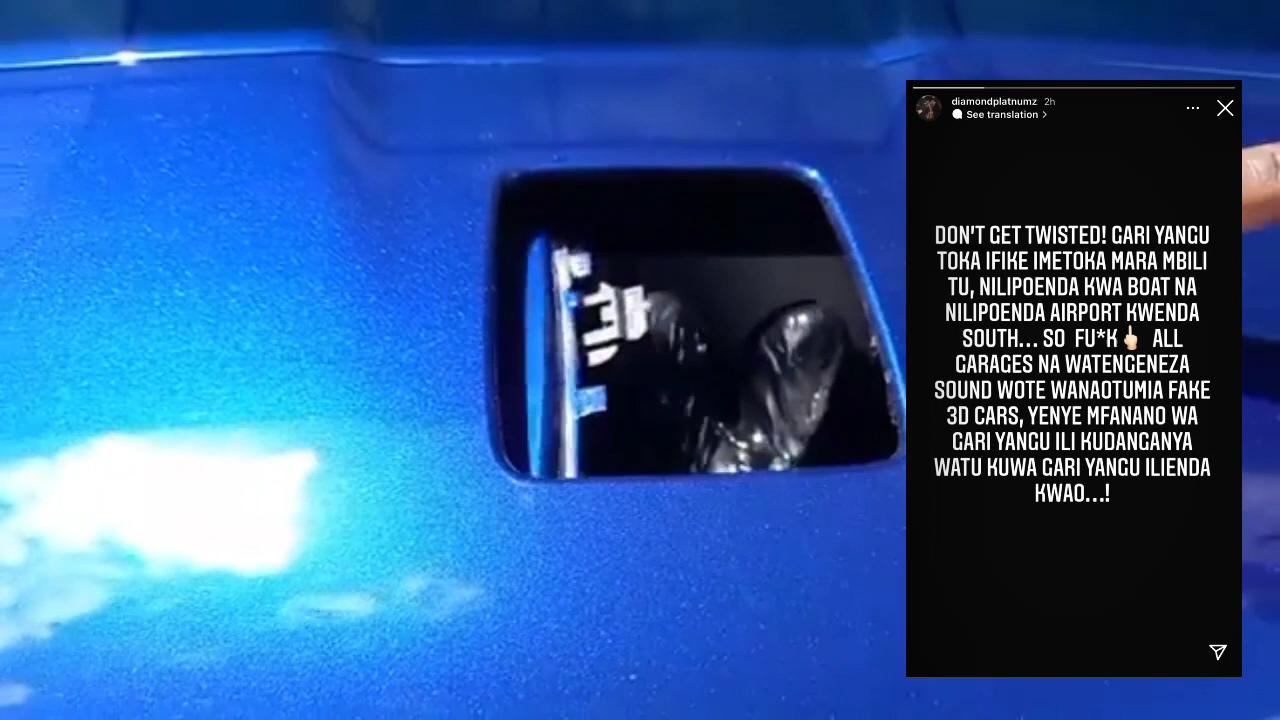 diamondplatnumz 2h
See translation >
DON'T GET TWISTED! GARI YANGU
TOKA IFIKE IMETOKA MARA MBILI
TU, NILIPOENDA KWA BOAT NA
NILIPOENDA AIRPORT KWENDA
SOUTH... SO FU*K🖕🏻 ALL
GARAGES NA WATENGENEZA
SOUND WOTE WANAOTUMIA FAKE
3D CARS, YENYE MFANANO WA
GARI YANGU ILI KUDANGANYA
WATU KUWA GARI YANGU ILIENDA
KWAO...!